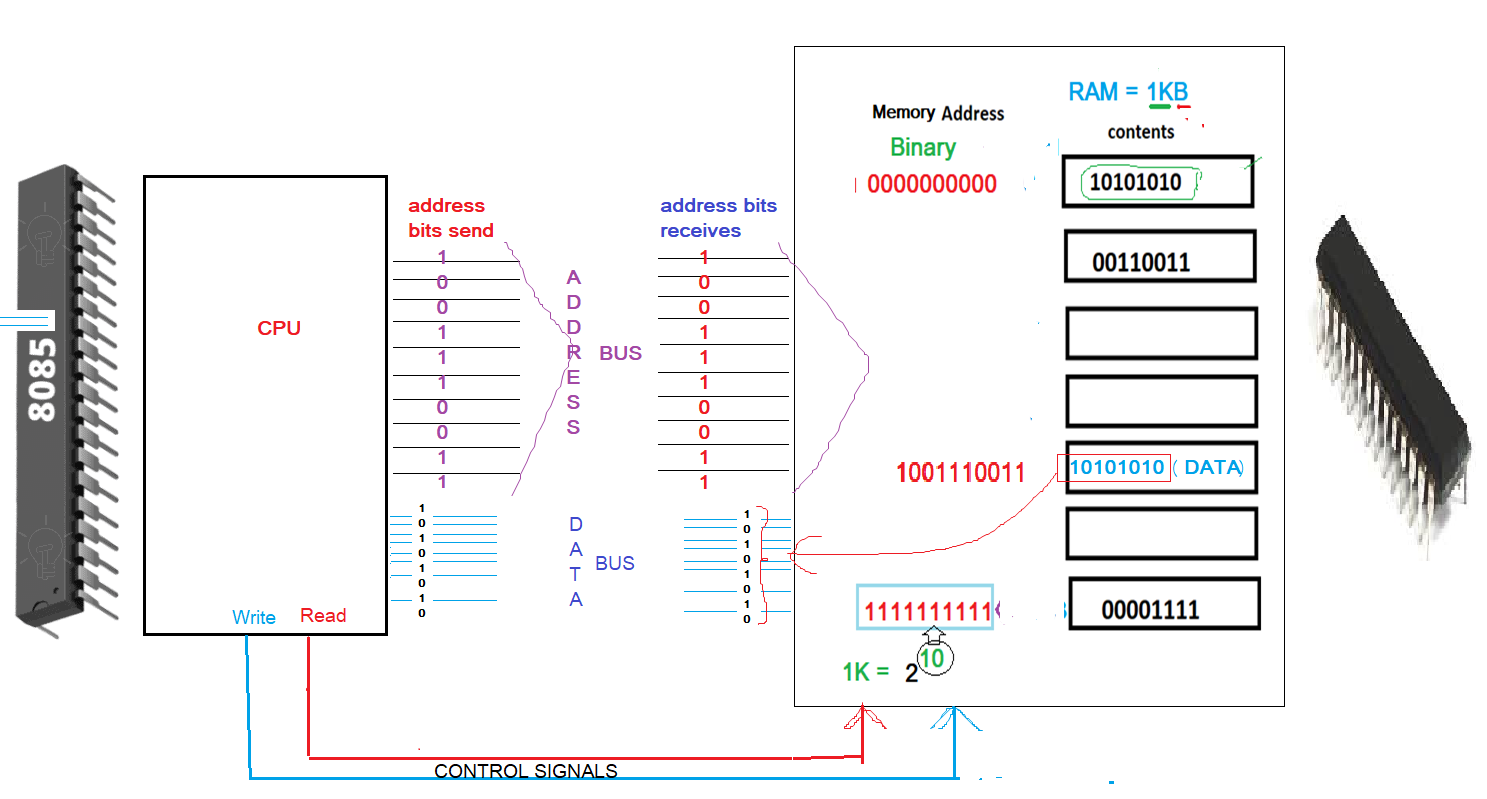 8085
CPU
Write
Read
address
bits send
1
0
0
1
1
1
0
0
1
1
ADDRESS
BUS
address bits
receives
1
0
0
1
1
1
0
0
1
1
1
0
1
0
1
0
1
0
DATA
BUS
1
0
1
0
1
0
1
0
CONTROL SIGNALS
RAM = 1KB
Memory Address
contents
Binary
0000000000
10101010
00110011
1001110011
10101010 ( DATA)
1111111111
00001111
1K = 2 10